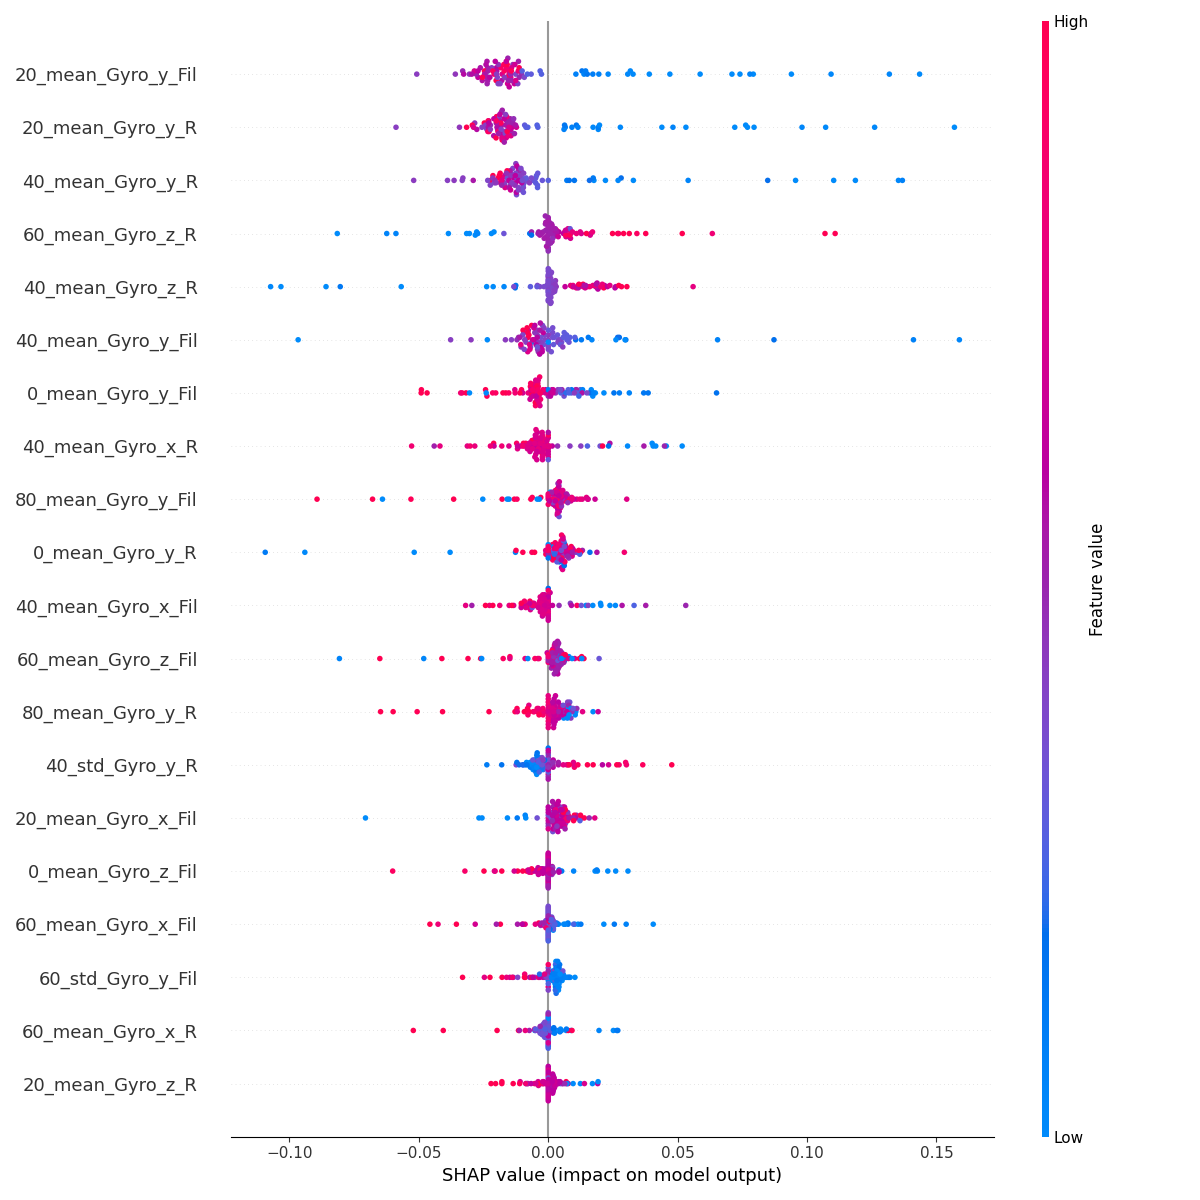 High
20_mean_Gyro_y_Fil
20_mean_Gyro_y_R
40_mean_Gyro_y_R
60_mean_Gyro_z_R
40_mean_Gyro_z_R
40_mean_Gyro_y_Fil
0_mean_Gyro_y_Fil
40_mean_Gyro_x_R
80_mean_Gyro_y_Fil
0_mean_Gyro_y_R
40_mean_Gyro_x_Fil
60_mean_Gyro_z_Fil
80_mean_Gyro_y_R
40_std_Gyro_y_R
20_mean_Gyro_x_Fil
0_mean_Gyro_z_Fil
60_mean_Gyro_x_Fil
60_std_Gyro_y_Fil
60_mean_Gyro_x_R
20_mean_Gyro_z_R
Feature value
Low
−0.10 −0.05 0.00 0.05 0.10 0.15
SHAP value (impact on model output)